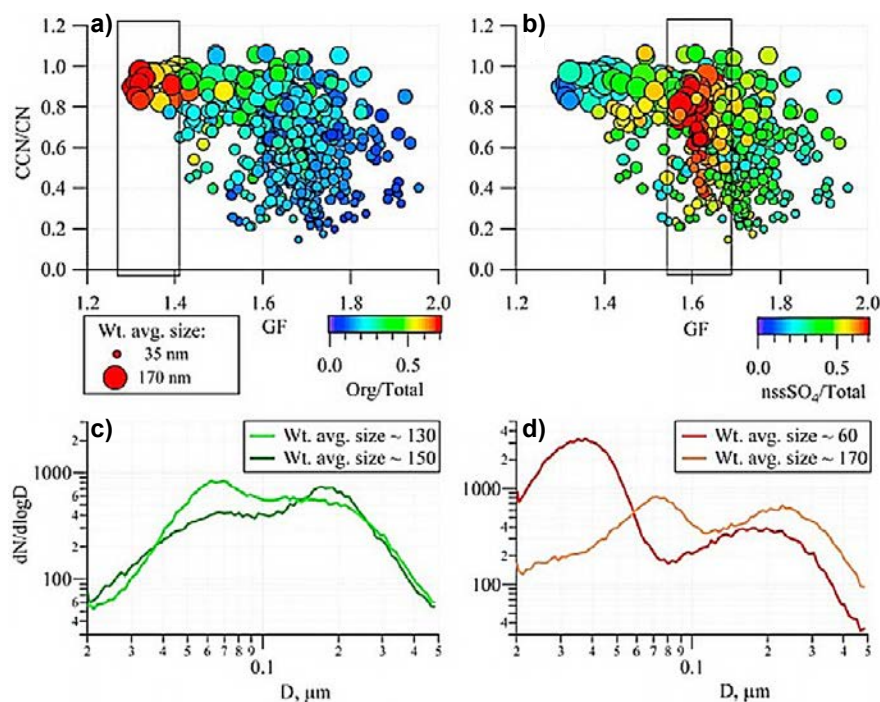 a)
b)
1.2
1.0
0.8
0.6
0.4
0.2
0.0
CCN/CN
1.2 1.4 1.6 1.8 2.0
GF
Wt. avg. size:
35 nm
170 nm
0.0 0.5
Org/Total
1.2
1.0
0.8
0.6
0.4
0.2
0.0
1.2 1.4 1.6 1.8 2.0
GF
0.0 0.5
nssSO4/Total
c)
Wt. avg. size ~ 130
Wt. avg. size ~ 150
dN/dlogD
2
1000
6
4
2
100
6
4
2 3 4 5 6 7 8 9 0.1 2 3 4 5
D, µm
d)
Wt. avg. size ~ 60
Wt. avg. size ~ 170
4
2
1000
4
2
100
4
2 3 4 5 6 7 8 9 0.1 2 3 4 5
D, µm